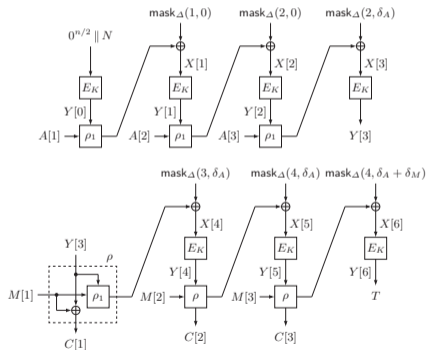 mask_Δ(1, 0) mask_Δ(2, 0) mask_Δ(2, δ_A)
0^{n/2} ∥ N
X[1] X[2] X[3]
E_K E_K E_K E_K
Y[0] Y[1] Y[2]
A[1] ρ_1 A[2] ρ_1 A[3] ρ_1 Y[3]
mask_Δ(3, δ_A) mask_Δ(4, δ_A) mask_Δ(4, δ_A + δ_M)
X[4] X[5] X[6]
Y[3] ρ E_K E_K E_K
Y[4] Y[5] Y[6]
M[1] ρ_1 M[2] ρ M[3] ρ T
C[1] C[2] C[3]